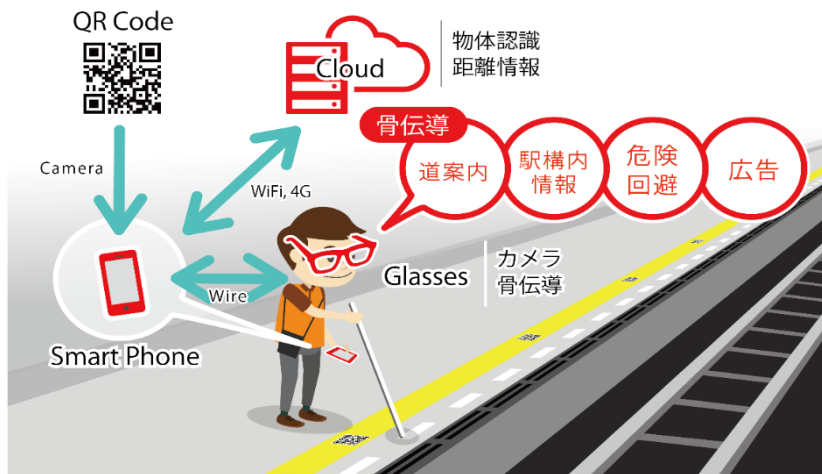 QR Code
Cloud
物体認識
距離情報
骨伝導
道案内
駅構内
情報
危険
回避
広告
Camera
WiFi, 4G
Wire
Glasses
カメラ
骨伝導
Smart Phone